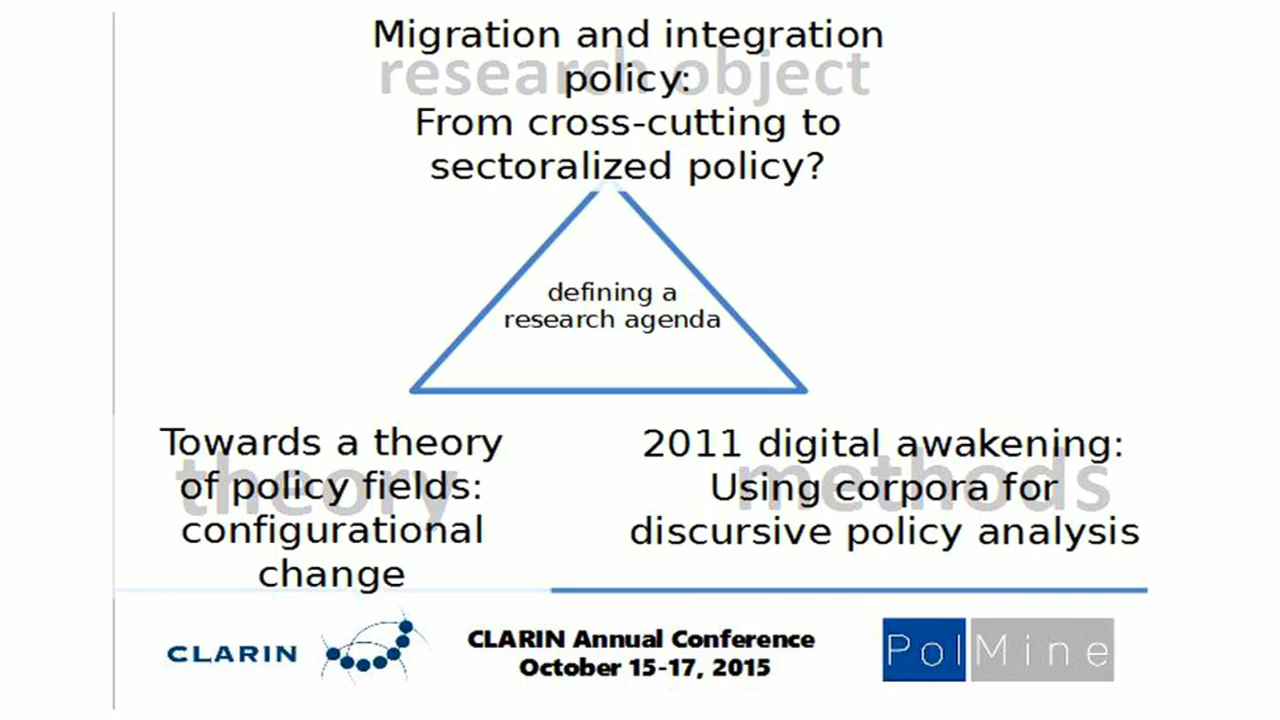 research object
Migration and integration
policy:
From cross-cutting to
sectoralized policy?
defining a
research agenda
theory
Towards a theory
of policy fields:
configurational
change
methods
2011 digital awakening:
Using corpora for
discursive policy analysis
CLARIN
CLARIN Annual Conference
October 15-17, 2015
PolMine